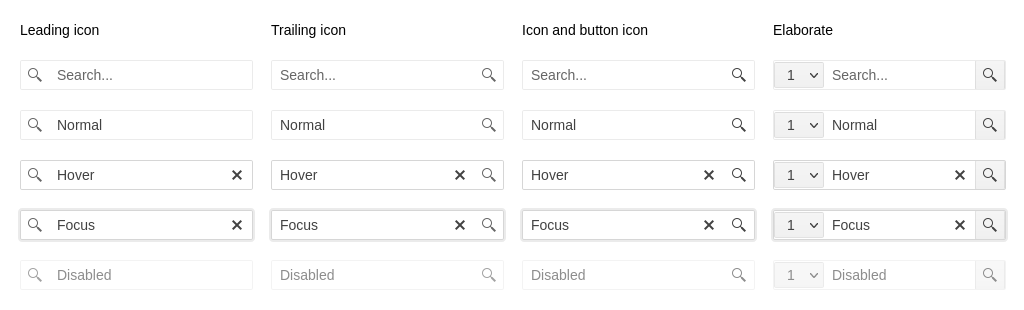 Leading icon Trailing icon Icon and button icon Elaborate
Search... Search... Search... 1 Search...
Normal Normal Normal 1 Normal
Hover Hover Hover 1 Hover
Focus Focus Focus 1 Focus
Disabled Disabled Disabled 1 Disabled